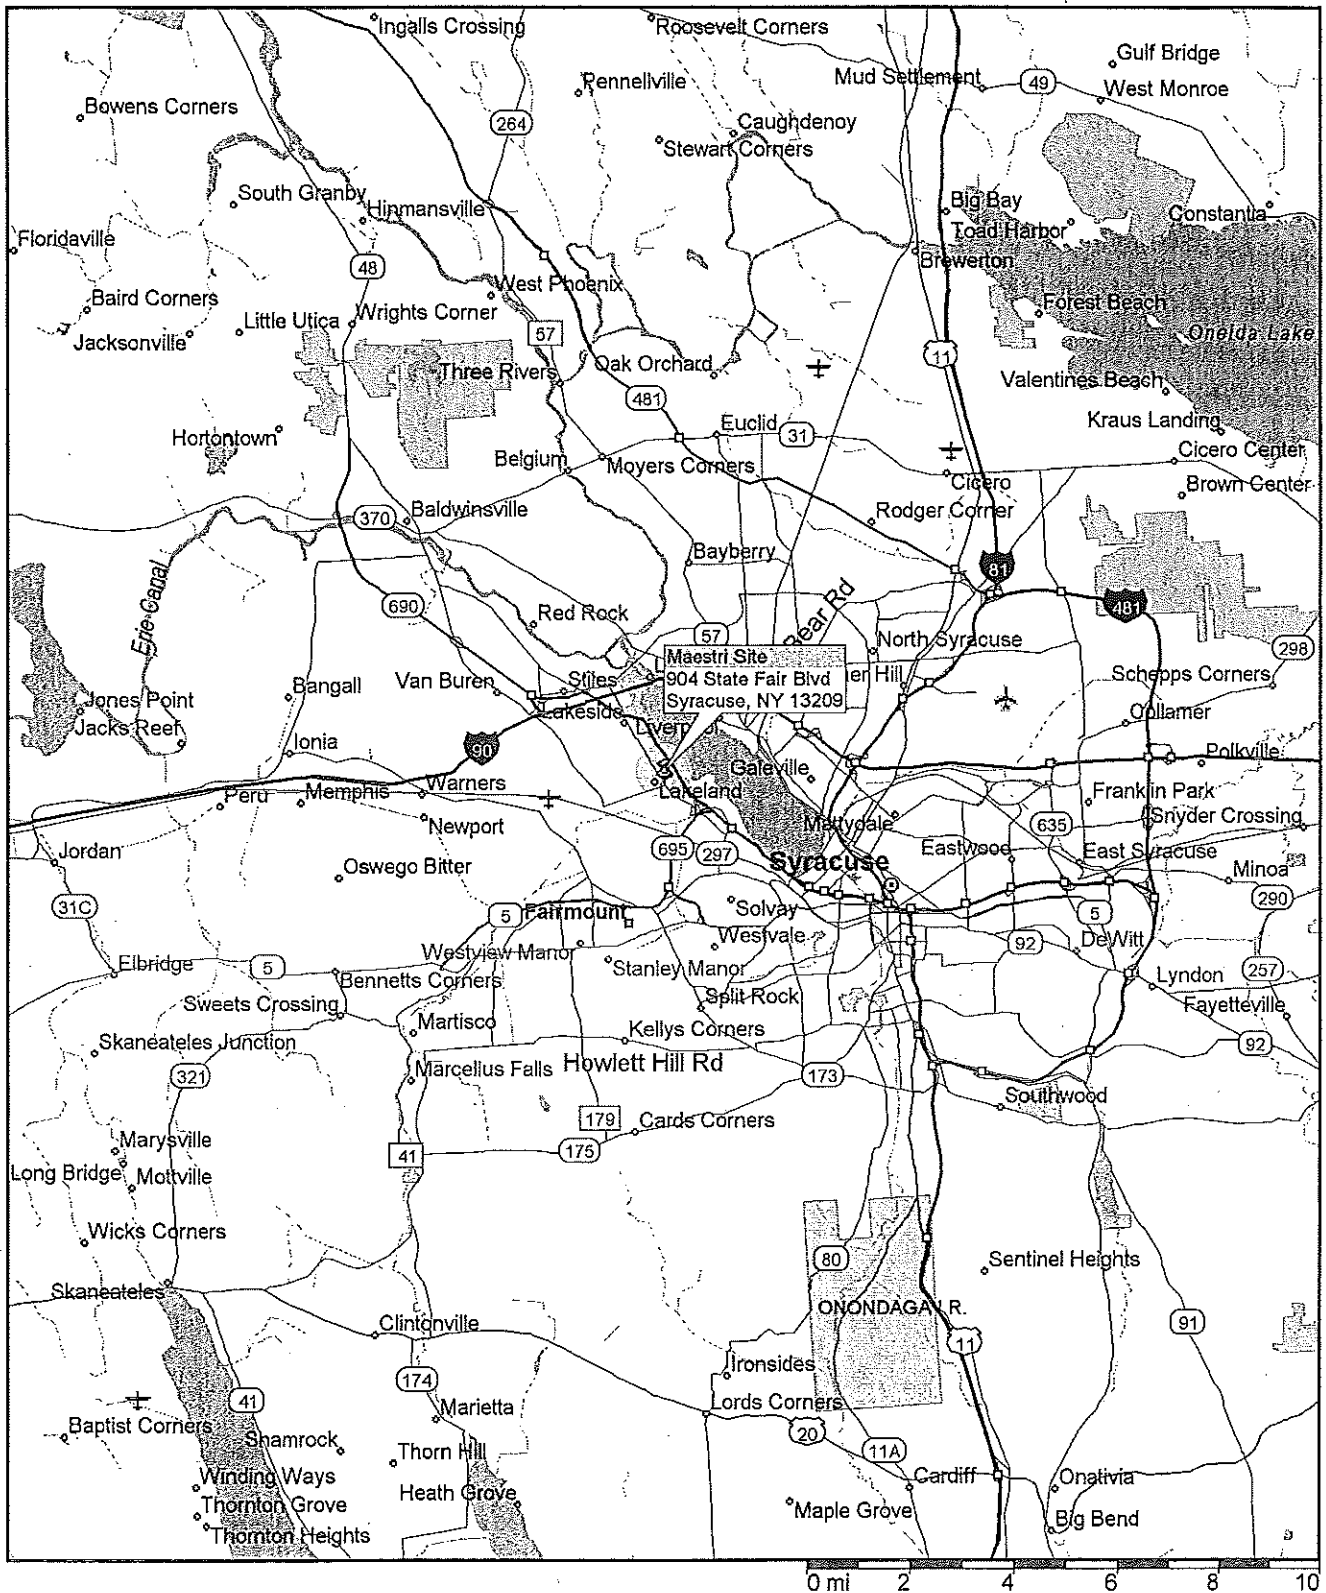 Ingalls Crossing
Roosevelt Corners
Gulf Bridge
Pennellville
Mud Settlement
49
West Monroe
Bowens Corners
264
Caughdenoy
Stewart Corners
South Granby
Hinmansville
Big Bay
Constantia
Toad Harbor
Floridaville
48
Brewerton
West Phoenix
Baird Corners
Wrights Corner
Forest Beach
Little Utica
57
Oneida Lake
Jacksonville
11
Three Rivers
Oak Orchard
Valentines Beach
481
Kraus Landing
Euclid
31
Hortontown
Belgium
Moyers Corners
Cicero Center
Cicero
Brown Center
370
Baldwinsville
Rodger Corner
Bayberry
81
Erie Canal
690
481
Red Rock
57
Bear Rd
North Syracuse
298
Maestri Site
904 State Fair Blvd
Syracuse, NY 13209
Van Buren
Stiles
ner Hill
Schepps Corners
Bangall
Jones Point
Lakeside
Collamer
Jacks Reef
Liverpool
Ionia
90
Polkville
Galeville
Warners
Lakeland
Franklin Park
Peru
Memphis
Newport
Mattydale
635
Snyder Crossing
Jordan
695
297
Eastwood
East Syracuse
Syracuse
Oswego Bitter
Minoa
31C
5
Fairmount
Solvay
5
290
Westvale
92
DeWitt
Westview Manor
Elbridge
5
Stanley Manor
Lyndon
257
Bennetts Corners
Sweets Crossing
Split Rock
Fayetteville
Martisco
Kellys Corners
Skaneateles Junction
92
321
Marcellus Falls
Howlett Hill Rd
173
Southwood
179
Cards Corners
Marysville
41
175
Long Bridge
Mottville
Wicks Corners
80
Sentinel Heights
Skaneateles
ONONDAGA I.R.
Clintonville
11
91
Ironsides
174
41
Marietta
Lords Corners
Baptist Corners
20
Shamrock
Thorn Hill
11A
Winding Ways
Cardiff
Onativia
Heath Grove
Thornton Grove
Maple Grove
Big Bend
Thornton Heights
0 mi 2 4 6 8 10